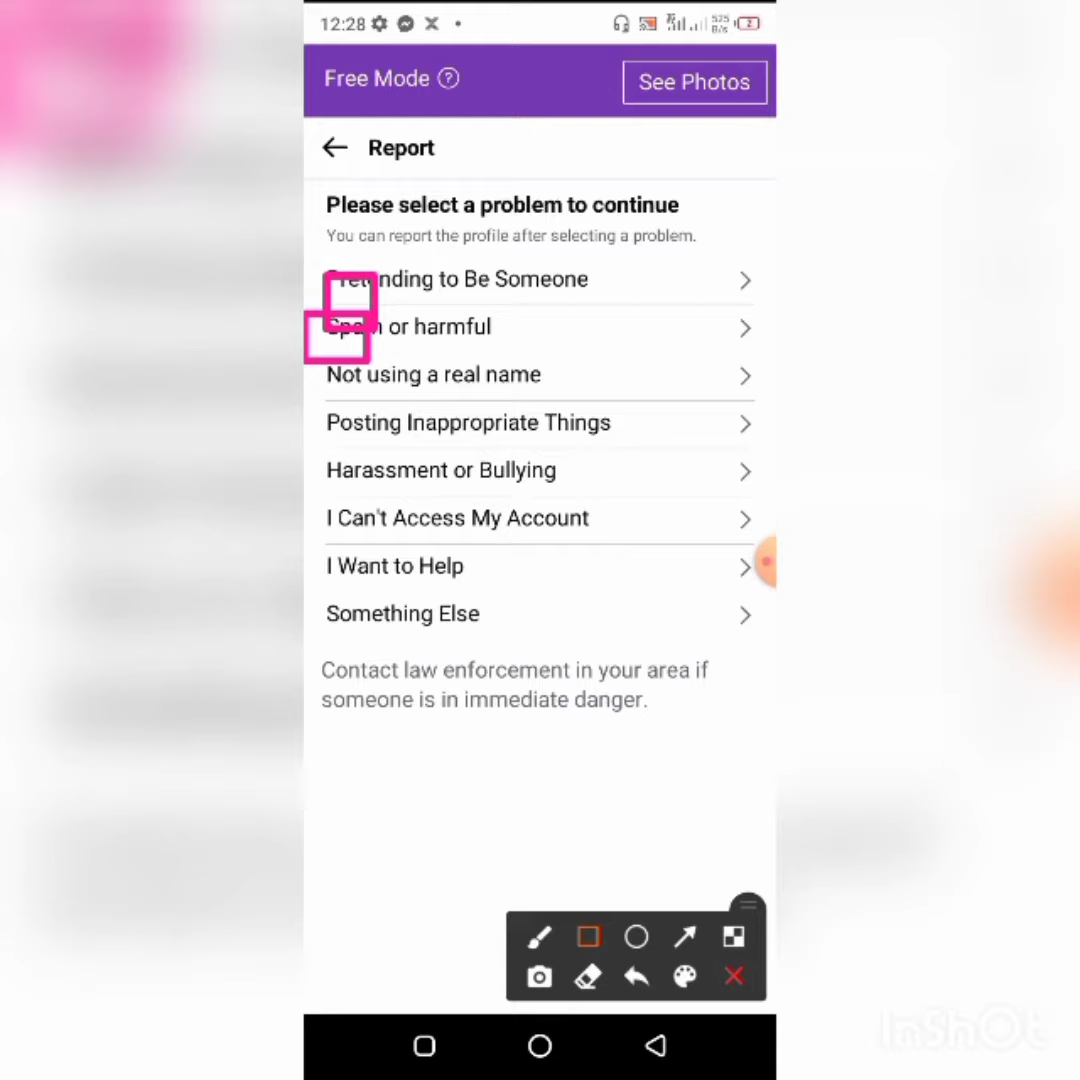 12:28
525
B/s
2
Free Mode
See Photos
Report
Please select a problem to continue
You can report the profile after selecting a problem.
Pretending to Be Someone
Spam or harmful
Not using a real name
Posting Inappropriate Things
Harassment or Bullying
I Can't Access My Account
I Want to Help
Something Else
Contact law enforcement in your area if
someone is in immediate danger.
InShOt